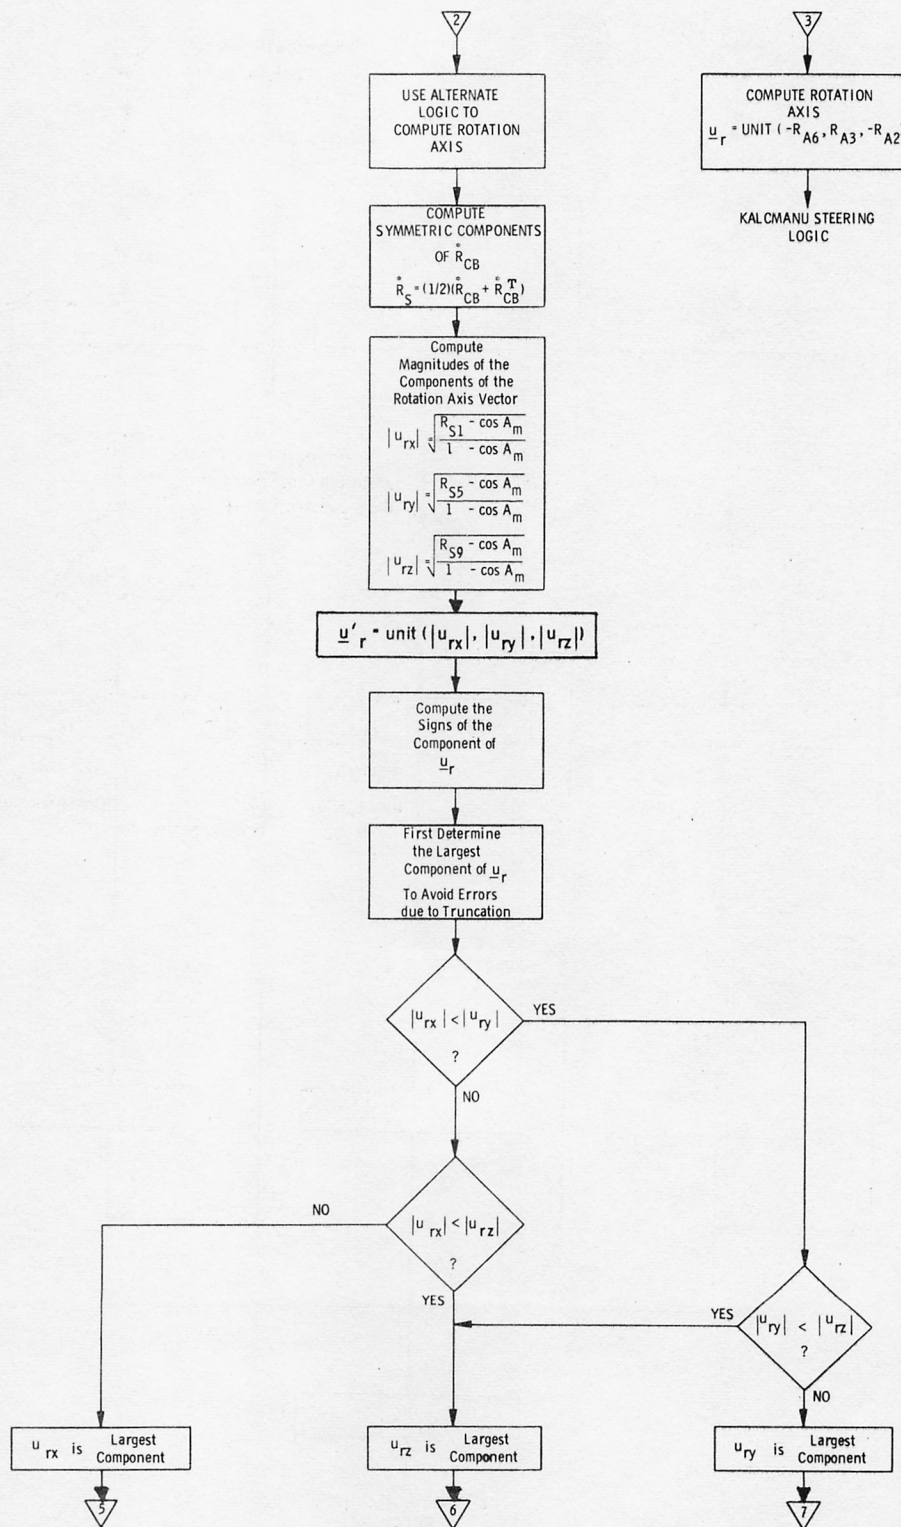 2
USE ALTERNATE
LOGIC TO
COMPUTE ROTATION
AXIS
COMPUTE
SYMMETRIC COMPONENTS
OF R̊_CB
R̊_S = (1/2)(R̊_CB + R̊_CB^T)
Compute
Magnitudes of the
Components of the
Rotation Axis Vector
|u_rx| = √((R_S1 - cos A_m)/(1 - cos A_m))
|u_ry| = √((R_S5 - cos A_m)/(1 - cos A_m))
|u_rz| = √((R_S9 - cos A_m)/(1 - cos A_m))
u'_r = unit (|u_rx|, |u_ry|, |u_rz|)
Compute the
Signs of the
Component of
u_r
First Determine
the Largest
Component of u_r
To Avoid Errors
due to Truncation
|u_rx| < |u_ry|
?
YES
NO
|u_rx| < |u_rz|
?
NO
YES
3
COMPUTE ROTATION
AXIS
u_r = UNIT (-R_A6, R_A3, -R_A2
KALCMANU STEERING
LOGIC
|u_ry| < |u_rz|
?
YES
NO
u_rx is Largest
Component
5
u_rz is Largest
Component
6
u_ry is Largest
Component
7